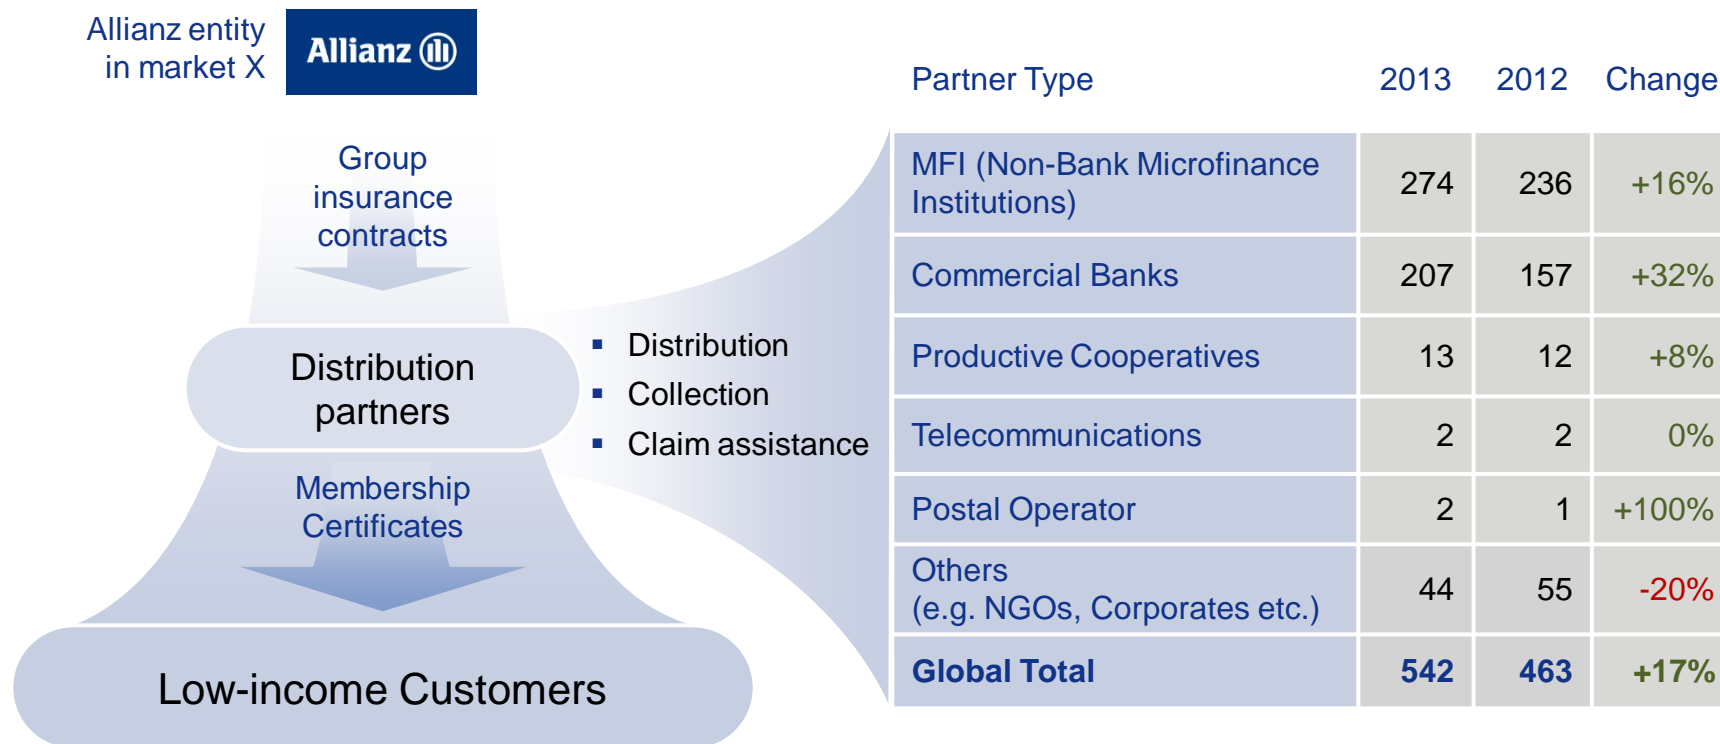 Allianz entity
in market X
Allianz
Group
insurance
contracts
Distribution
partners
Membership
Certificates
Low-income Customers
▪ Distribution
▪ Collection
▪ Claim assistance
Partner Type 2013 2012 Change
MFI (Non-Bank Microfinance
Institutions) 274 236 +16%
Commercial Banks 207 157 +32%
Productive Cooperatives 13 12 +8%
Telecommunications 2 2 0%
Postal Operator 2 1 +100%
Others
(e.g. NGOs, Corporates etc.) 44 55 -20%
Global Total 542 463 +17%